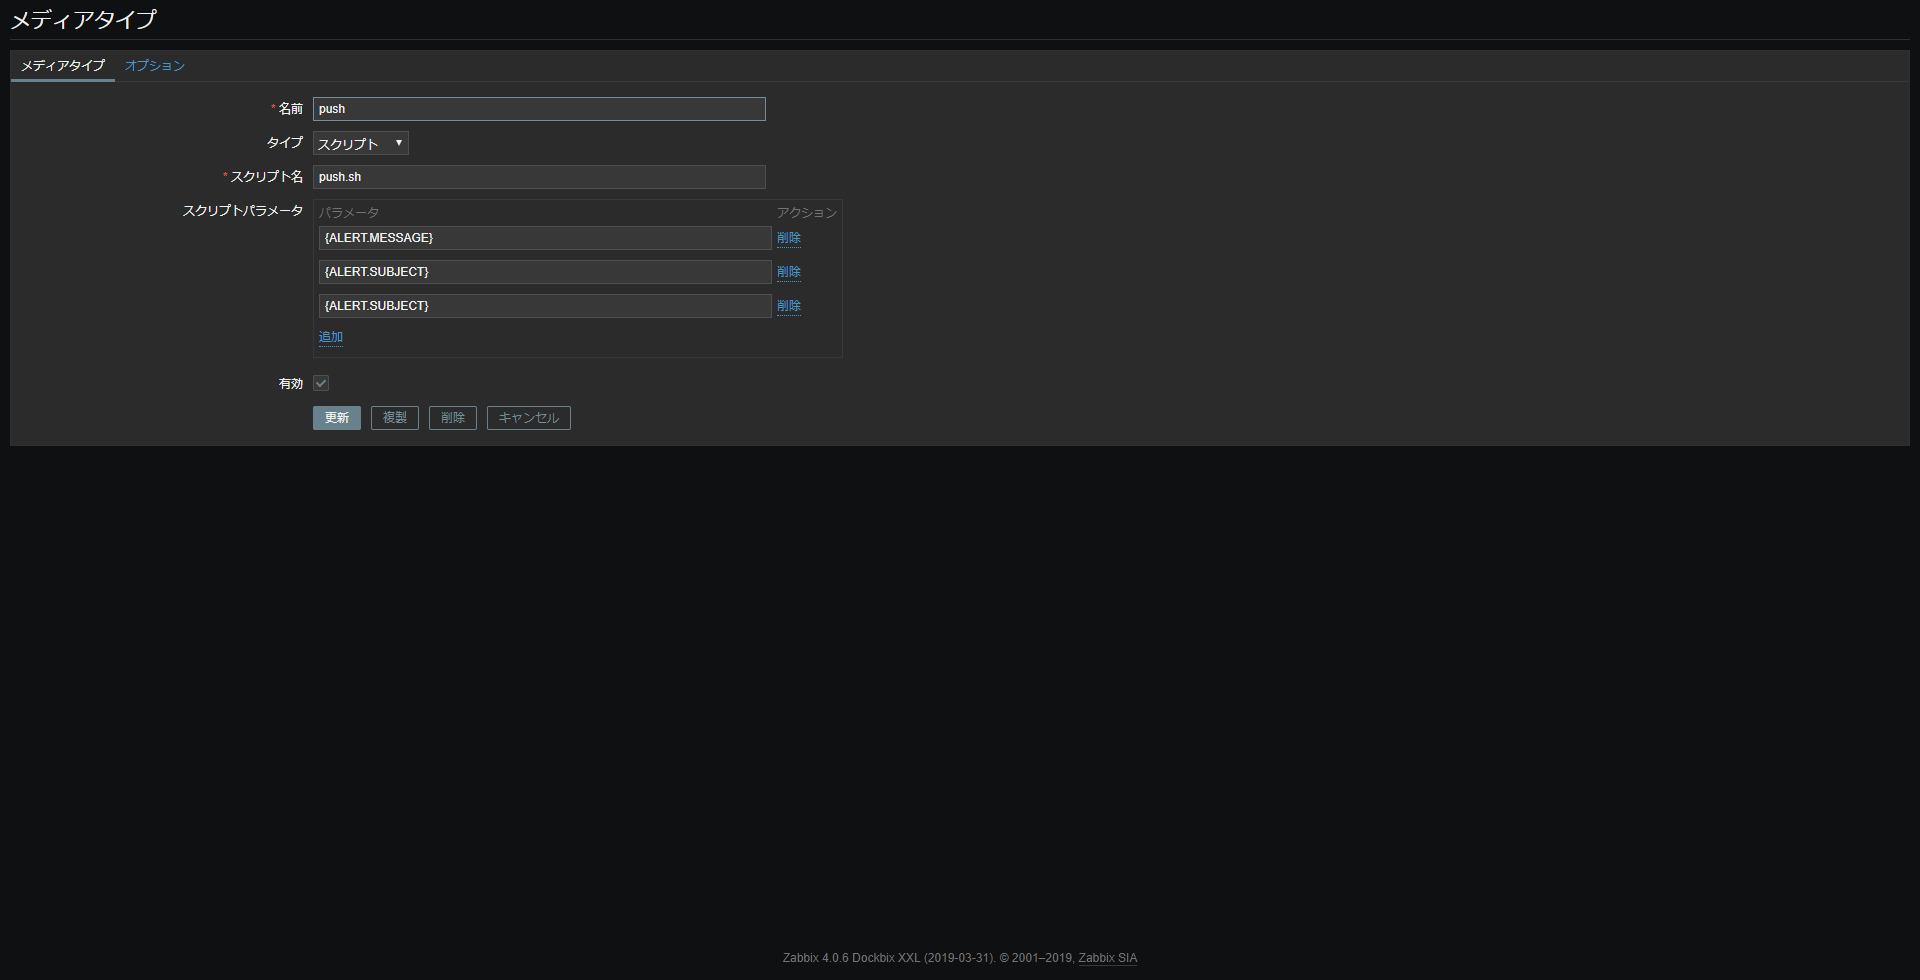 メディアタイプ
メディアタイプ オプション
* 名前 push
タイプ スクリプト ▼
* スクリプト名 push.sh
スクリプトパラメータ パラメータ アクション
{ALERT.MESSAGE} 削除
{ALERT.SUBJECT} 削除
{ALERT.SUBJECT} 削除
追加
有効
更新 複製 削除 キャンセル
Zabbix 4.0.6 Dockbix XXL (2019-03-31). © 2001–2019, Zabbix SIA